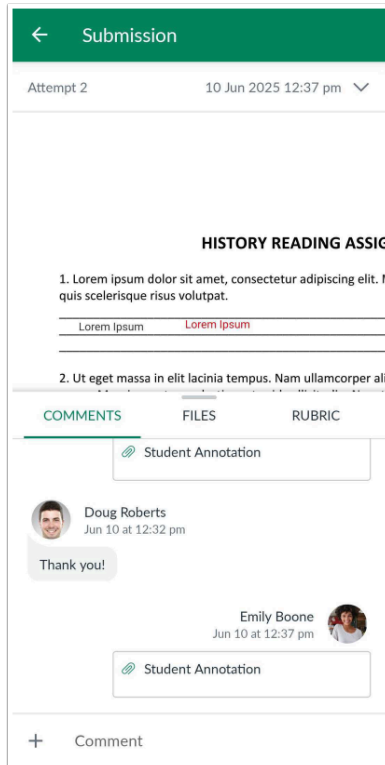 Submission
Attempt 2 10 Jun 2025 12:37 pm
HISTORY READING
1. Lorem ipsum dolor sit amet, consectetur adipiscing elit.
quis scelerisque risus volutpat.
Lorem Ipsum Lorem Ipsum
2. Ut eget massa in elit lacinia tempus. Nam ullamcorper
COMMENTS FILES RUBRIC
Student Annotation
Doug Roberts
Jun 10 at 12:32 pm
Thank you!
Emily Boone
Jun 10 at 12:37 pm
Student Annotation
+ Comment